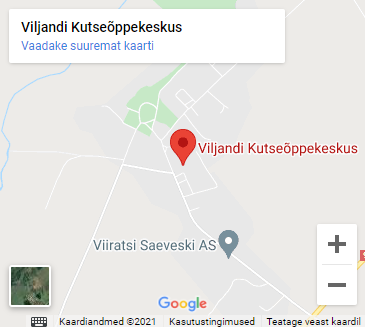 Viljandi Kutseõppekeskus
Vaadake suuremat kaarti
Viljandi Kutseõppekeskus
Viiratsi Saeveski AS
Google
Kaardiandmed ©2021 Kasutustingimused Teatage veast kaardil